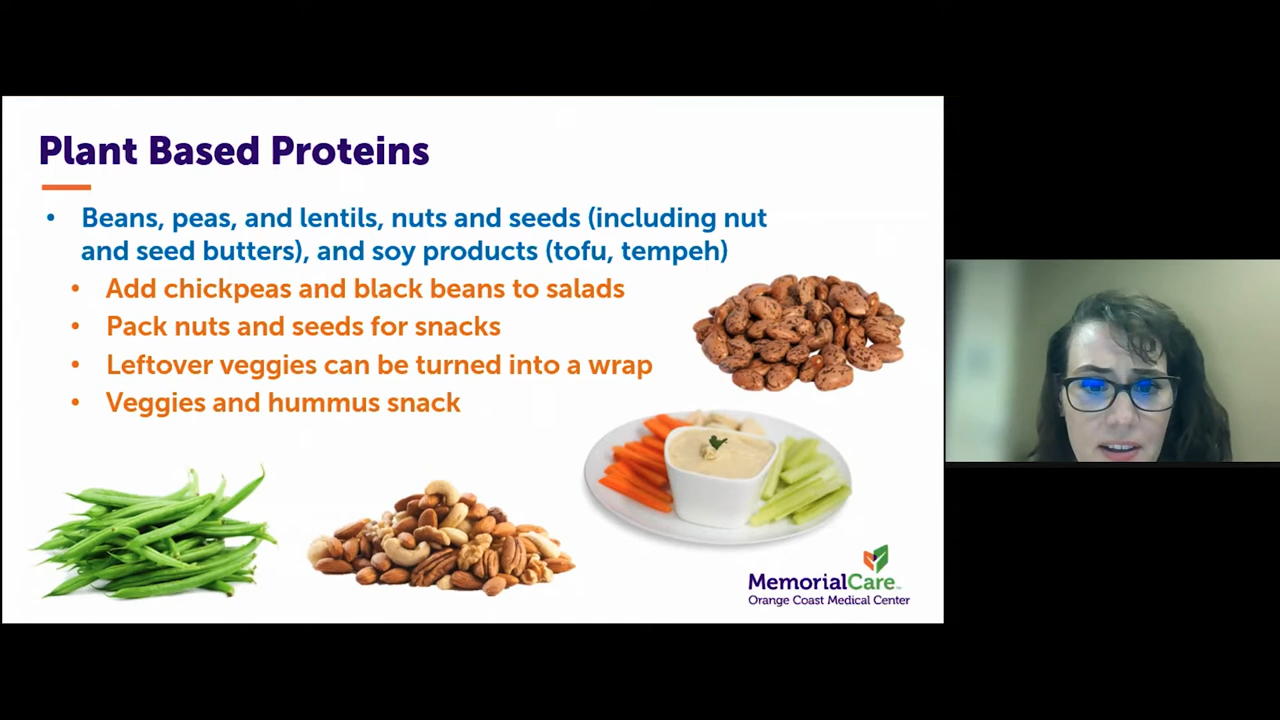 Plant Based Proteins
• Beans, peas, and lentils, nuts and seeds (including nut
and seed butters), and soy products (tofu, tempeh)
• Add chickpeas and black beans to salads
• Pack nuts and seeds for snacks
• Leftover veggies can be turned into a wrap
• Veggies and hummus snack
MemorialCare™
Orange Coast Medical Center